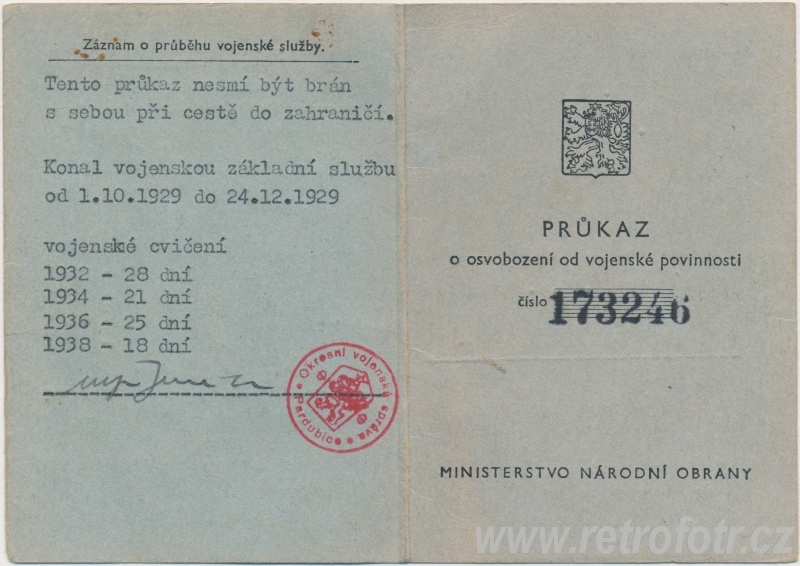 Záznam o průběhu vojenské služby.
Tento průkaz nesmí být brán
s sebou při cestě do zahraničí.
Konal vojenskou základní službu
od 1.10.1929 do 24.12.1929
vojenské cvičení
1932 - 28 dní
1934 - 21 dní
1936 - 25 dní
1938 - 18 dní
Okresní vojenská správa
Pardubice
PRŮKAZ
o osvobození od vojenské povinnosti
číslo 173246
MINISTERSTVO NÁRODNÍ OBRANY
www.retrofotr.cz